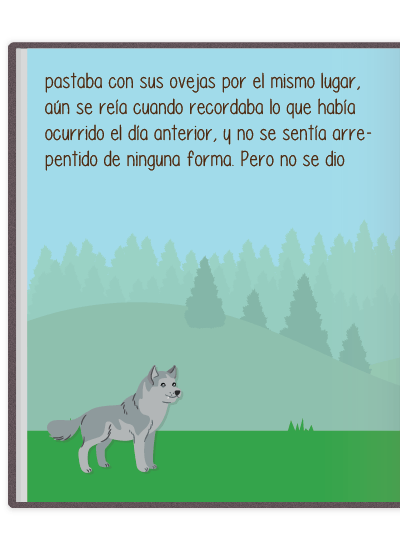 pastaba con sus ovejas por el mismo lugar,
aún se reía cuando recordaba lo que había
ocurrido el día anterior, y no se sentía arre-
pentido de ninguna forma. Pero no se dio